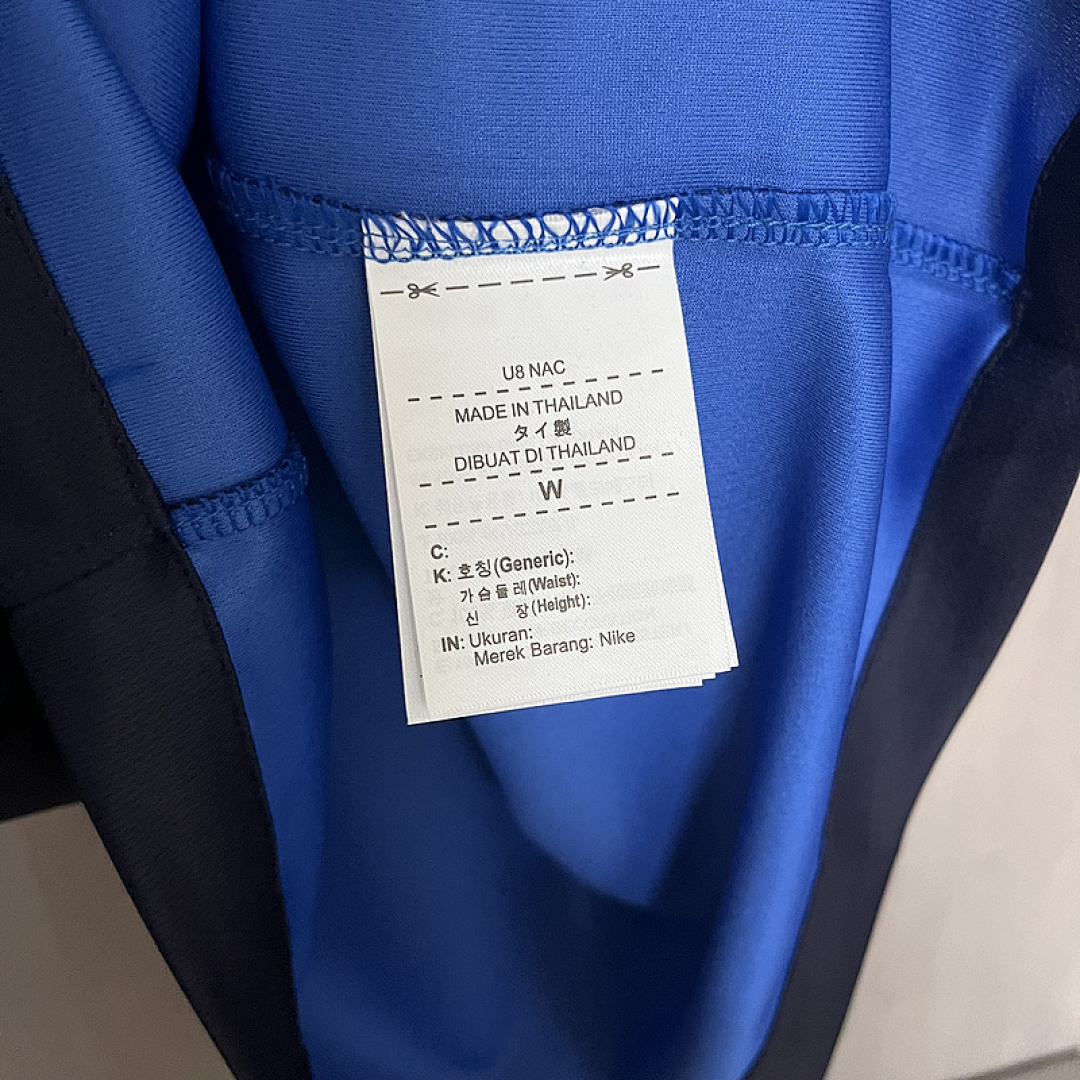 U8 NAC
MADE IN THAILAND
タイ製
DIBUAT DI THAILAND
W
C:
K: 호칭(Generic):
가슴둘레(Waist):
신 장(Height):
IN: Ukuran:
Merek Barang: Nike